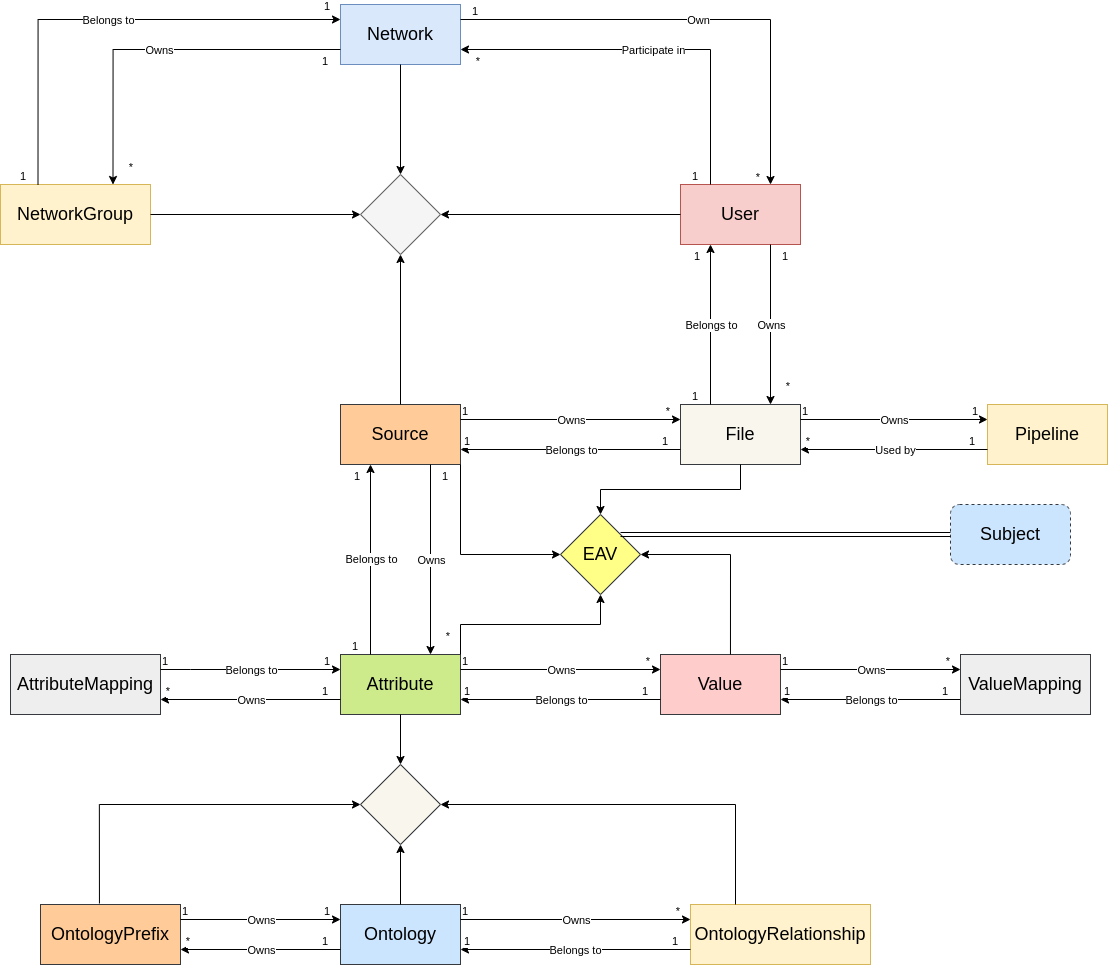 1
1
Belongs to
Network
Own
Owns
Participate in
1
*
*
1
1
*
NetworkGroup
User
1
1
Belongs to
Owns
*
1
1
*
1
1
Source
Owns
File
Owns
Pipeline
1
1
*
1
Belongs to
Used by
1
1
Subject
EAV
Belongs to
Owns
*
1
1
1
1
*
1
*
AttributeMapping
Belongs to
Attribute
Owns
Value
Owns
ValueMapping
*
1
1
1
1
1
Owns
Belongs to
Belongs to
1
1
1
*
OntologyPrefix
Owns
Ontology
Owns
OntologyRelationship
*
1
1
1
Owns
Belongs to